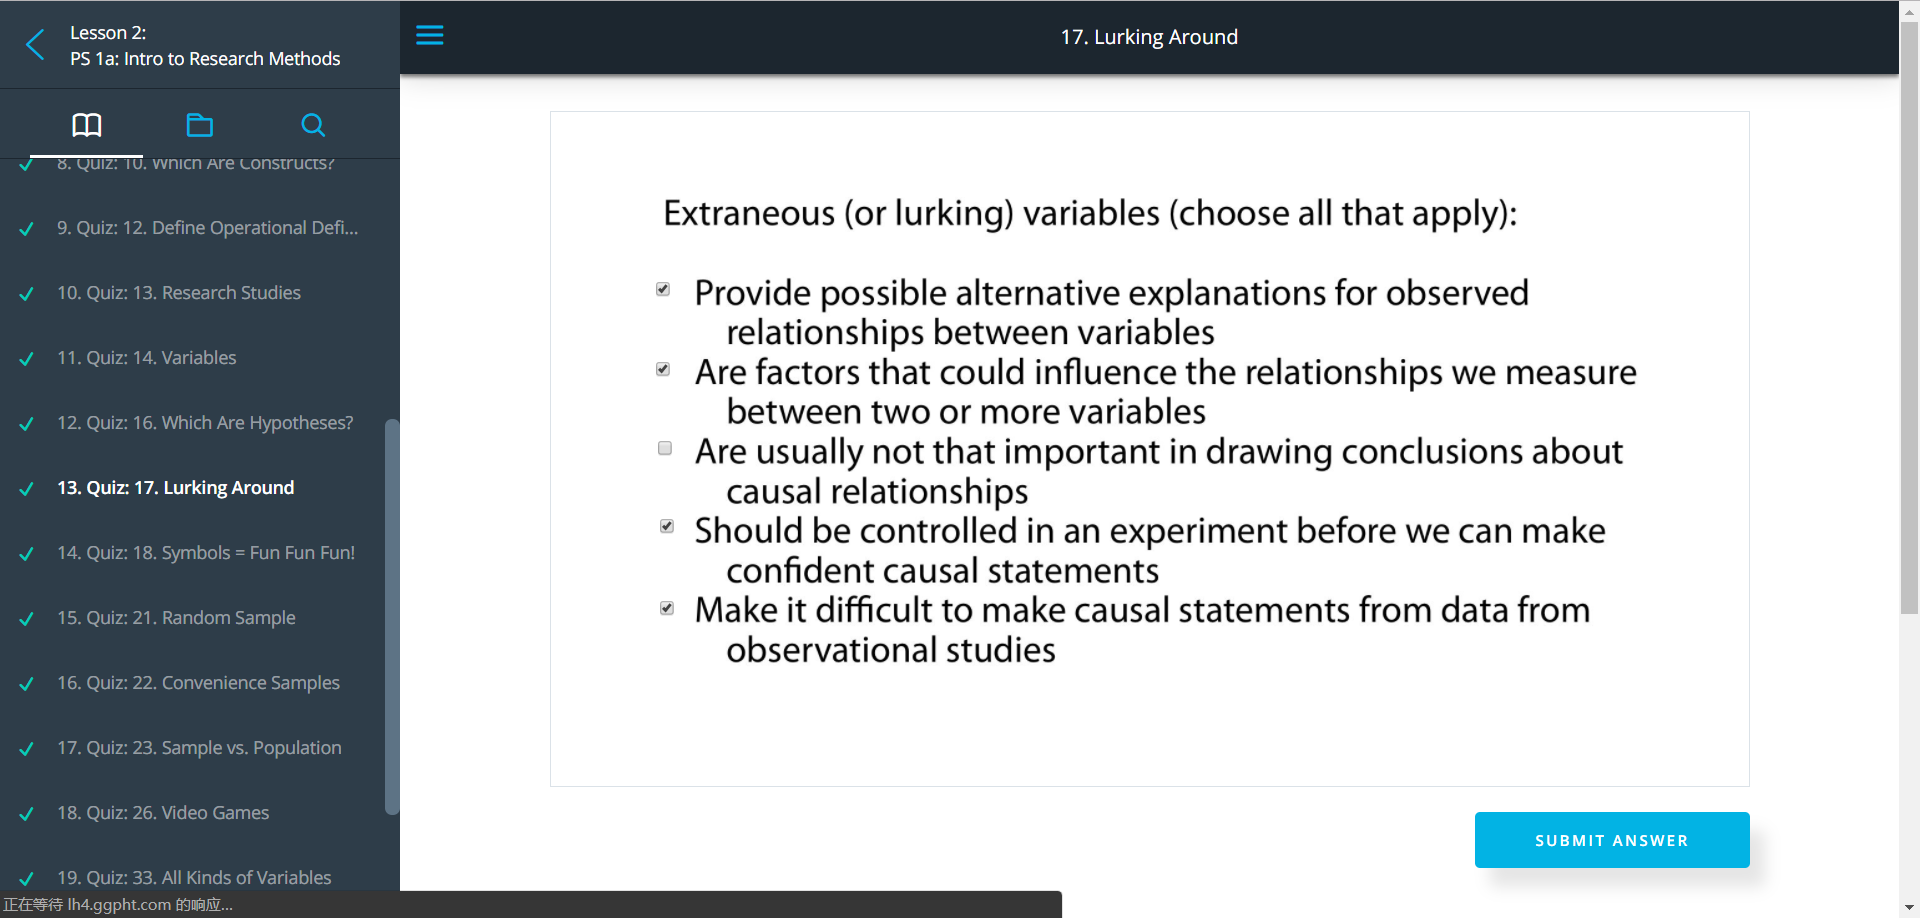 Lesson 2:
PS 1a: Intro to Research Methods
8. Quiz: 10. Which Are Constructs?
9. Quiz: 12. Define Operational Defi...
10. Quiz: 13. Research Studies
11. Quiz: 14. Variables
12. Quiz: 16. Which Are Hypotheses?
13. Quiz: 17. Lurking Around
14. Quiz: 18. Symbols = Fun Fun Fun!
15. Quiz: 21. Random Sample
16. Quiz: 22. Convenience Samples
17. Quiz: 23. Sample vs. Population
18. Quiz: 26. Video Games
19. Quiz: 33. All Kinds of Variables
正在等待 lh4.ggpht.com 的响应...
17. Lurking Around
Extraneous (or lurking) variables (choose all that apply):
Provide possible alternative explanations for observed
relationships between variables
Are factors that could influence the relationships we measure
between two or more variables
Are usually not that important in drawing conclusions about
causal relationships
Should be controlled in an experiment before we can make
confident causal statements
Make it difficult to make causal statements from data from
observational studies
SUBMIT ANSWER